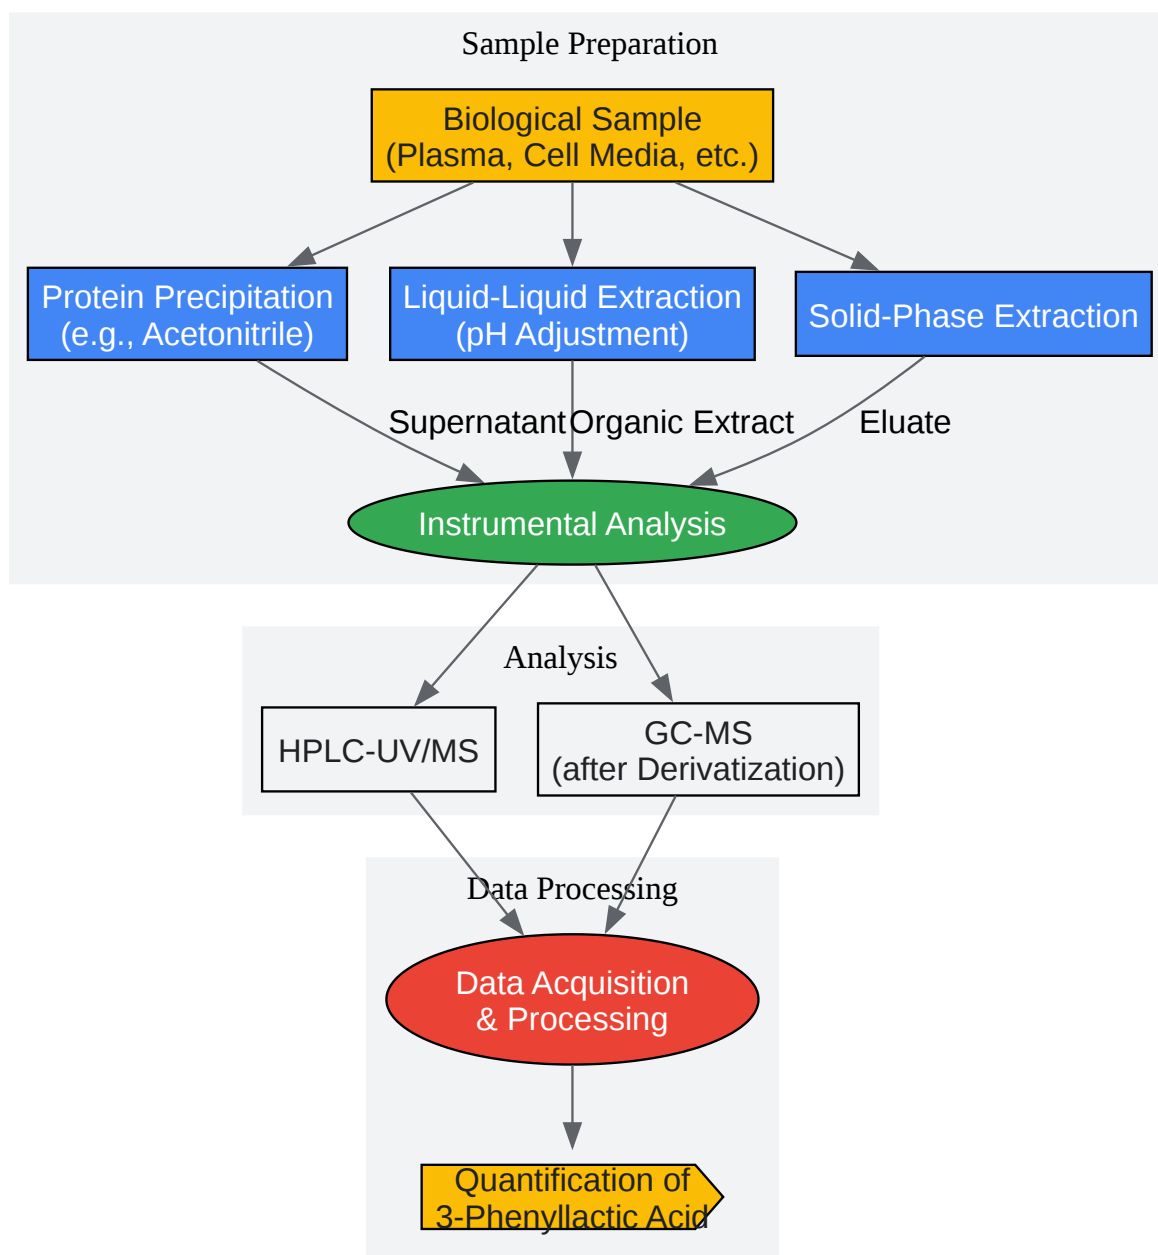 Sample Preparation
Biological Sample
(Plasma, Cell Media, etc.)
Protein Precipitation
(e.g., Acetonitrile)
Liquid-Liquid Extraction
(pH Adjustment)
Solid-Phase Extraction
Supernatant
Organic Extract
Eluate
Instrumental Analysis
Analysis
HPLC-UV/MS
GC-MS
(after Derivatization)
Data Processing
Data Acquisition
& Processing
Quantification of
3-Phenyllactic Acid